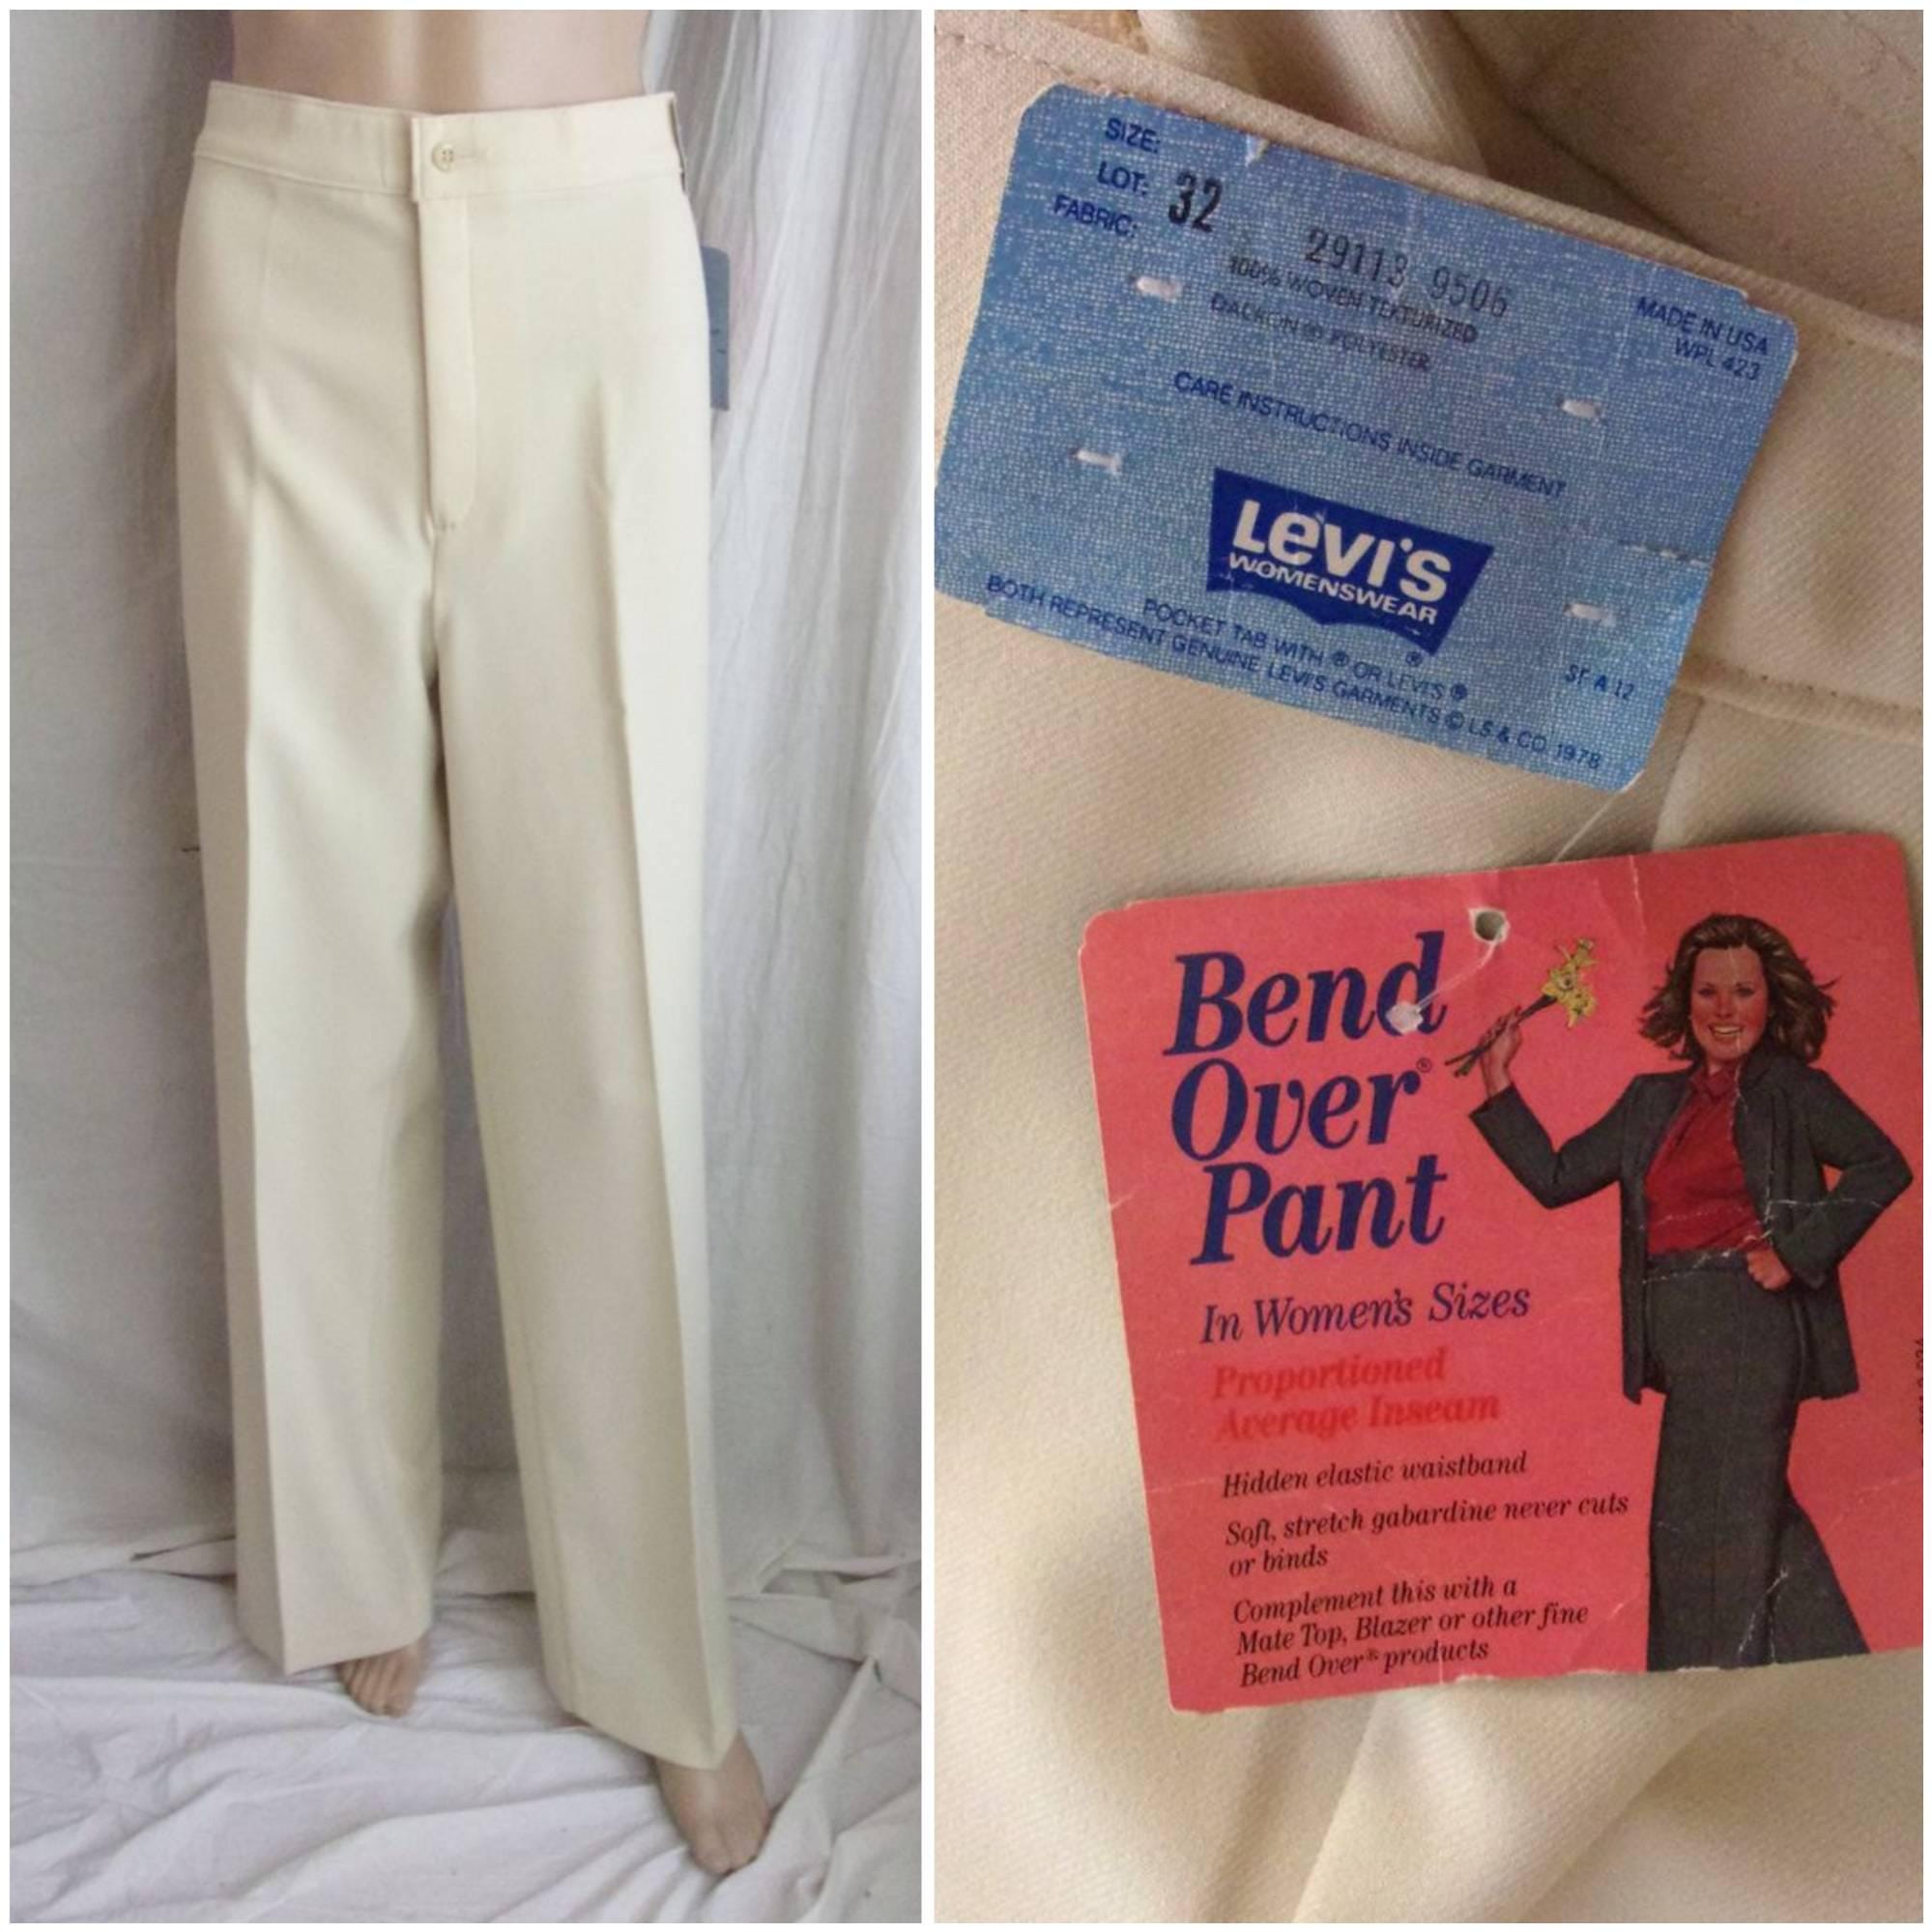 SIZE:
LOT: 32 29113 9506
FABRIC: 100% WOVEN TEXTURIZED
DACRON ® POLYESTER
MADE IN USA
WPL 423
CARE INSTRUCTIONS INSIDE GARMENT
LEVI'S
WOMENSWEAR
®
POCKET TAB WITH ® OR LEVI'S ®
BOTH REPRESENT GENUINE LEVI'S GARMENTS © LS & CO 1978
SF A 12
Bend
Over®
Pant
In Women's Sizes
Proportioned
Average Inseam
Hidden elastic waistband
Soft, stretch gabardine never cuts
or binds
Complement this with a
Mate Top, Blazer or other fine
Bend Over® products